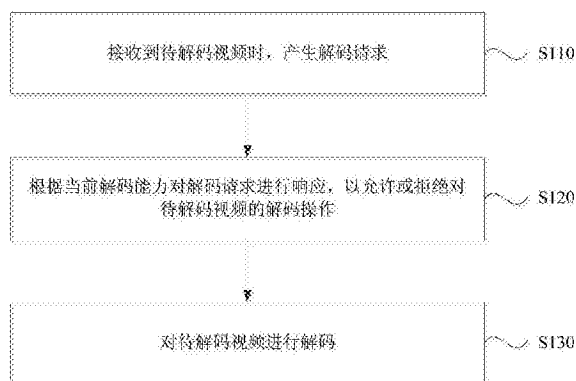 接收到待解码视频时，产生解码请求
S110
根据当前解码能力对解码请求进行响应，以允许或拒绝对
待解码视频的解码操作
S120
对待解码视频进行解码
S130